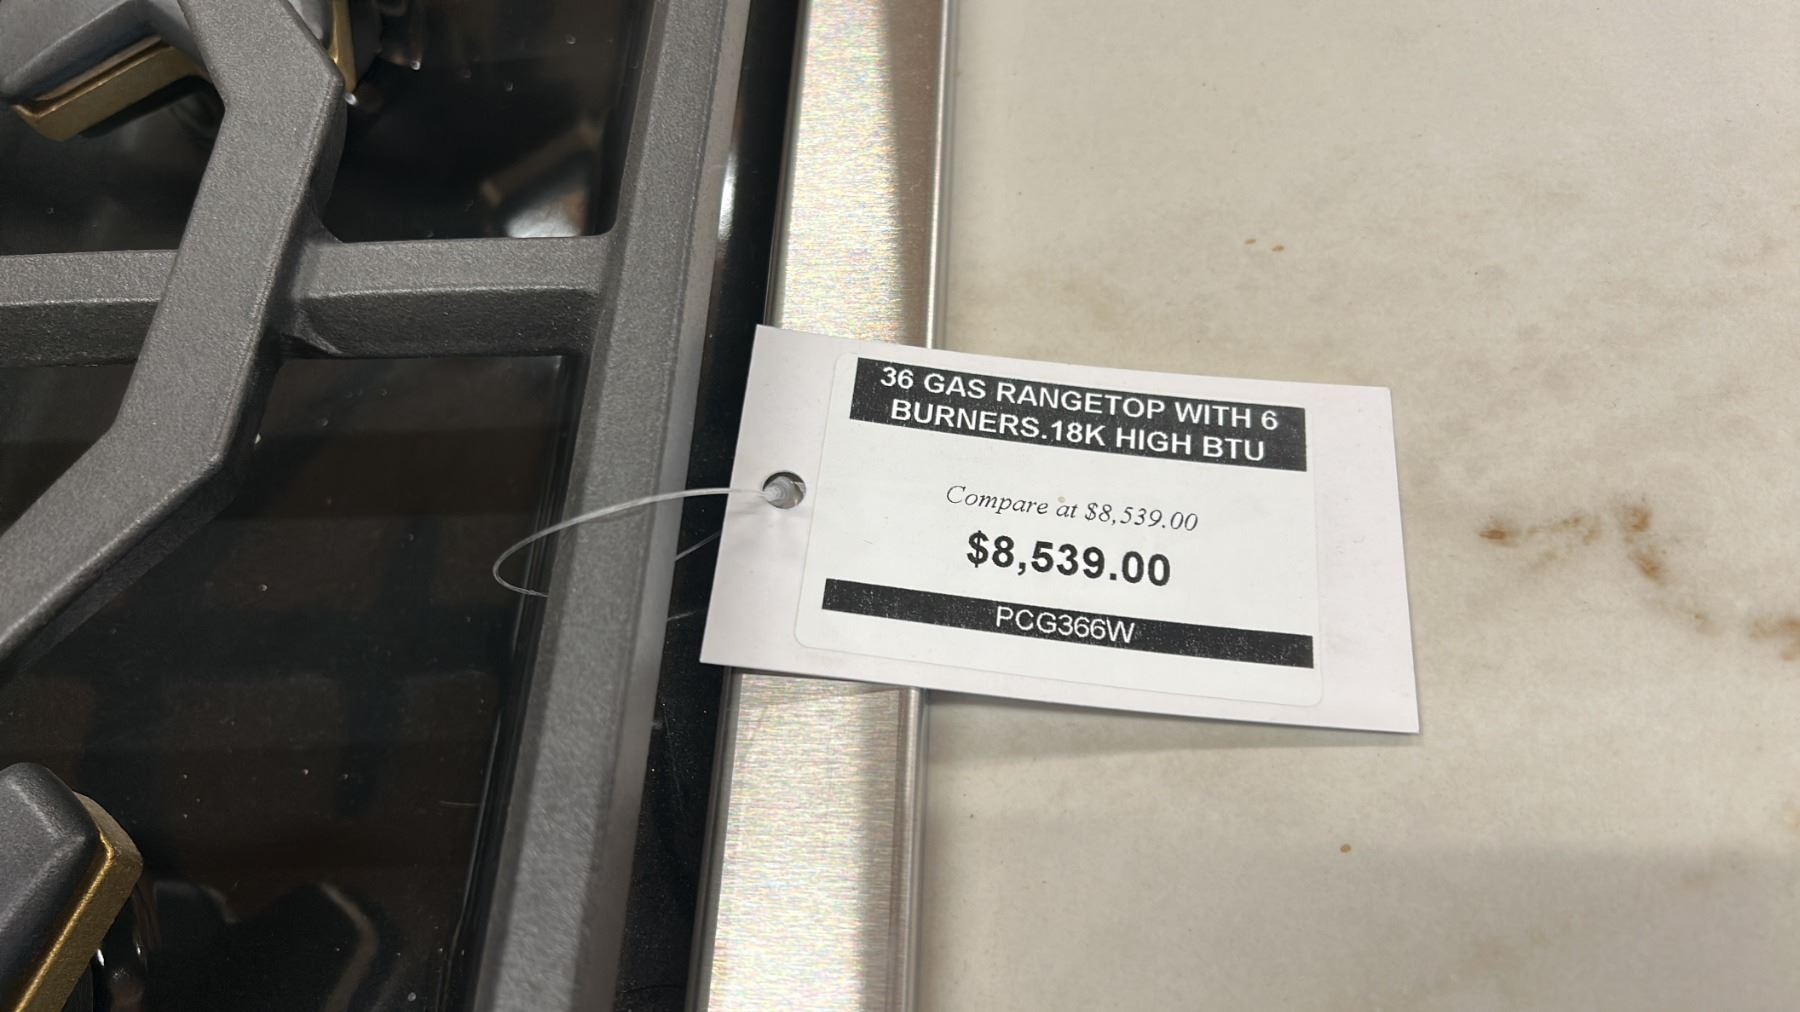 36 GAS RANGETOP WITH 6
BURNERS.18K HIGH BTU
Compare at $8,539.00
$8,539.00
PCG366W